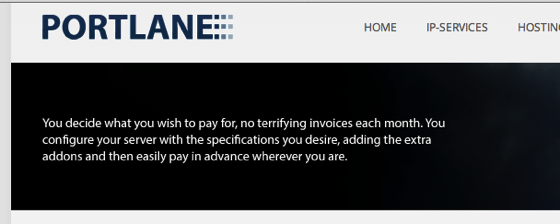 PORTLANE
HOME IP-SERVICES HOSTING
You decide what you wish to pay for, no terrifying invoices each month. You
configure your server with the specifications you desire, adding the extra
addons and then easily pay in advance wherever you are.